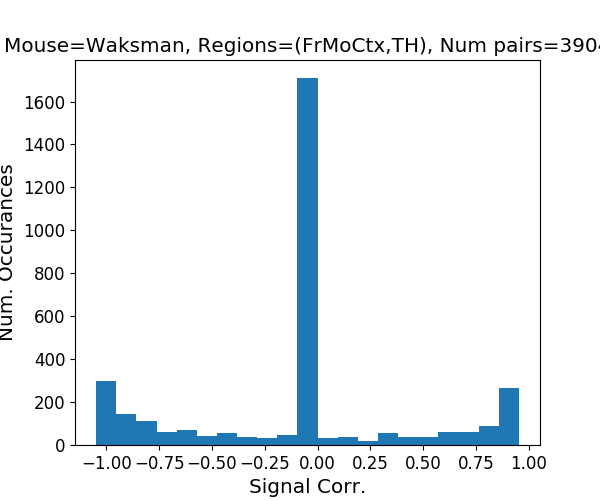 Mouse=Waksman, Regions=(FrMoCtx,TH), Num pairs=390
Num. Occurances
1600
1400
1200
1000
800
600
400
200
0
−1.00 −0.75 −0.50 −0.25 0.00 0.25 0.50 0.75 1.00
Signal Corr.